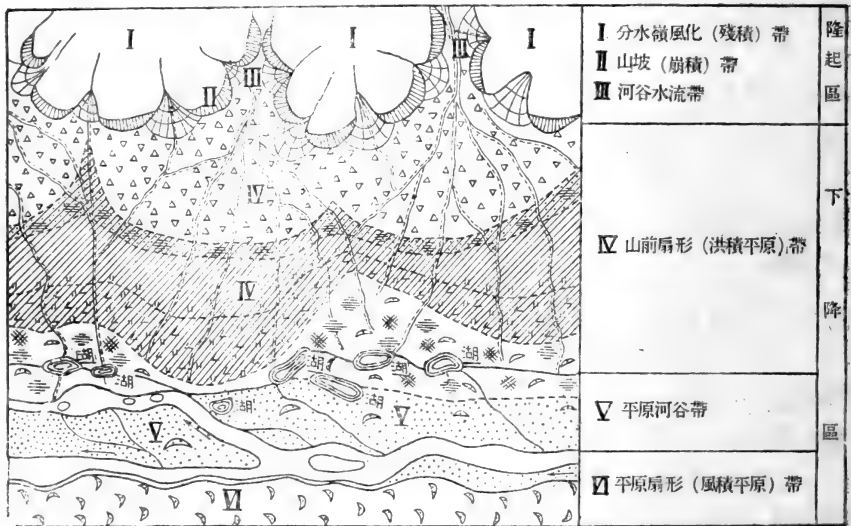 I
I
I
III
III
II
IV
IV
湖
湖
湖
湖
湖
湖
V
V
VI
I 分水嶺風化（殘積）帶
II 山坡（崩積）帶
III 河谷水流帶
隆起區
IV 山前扇形（洪積平原）帶
V 平原河谷帶
VI 平原扇形（風積平原）帶
下降區